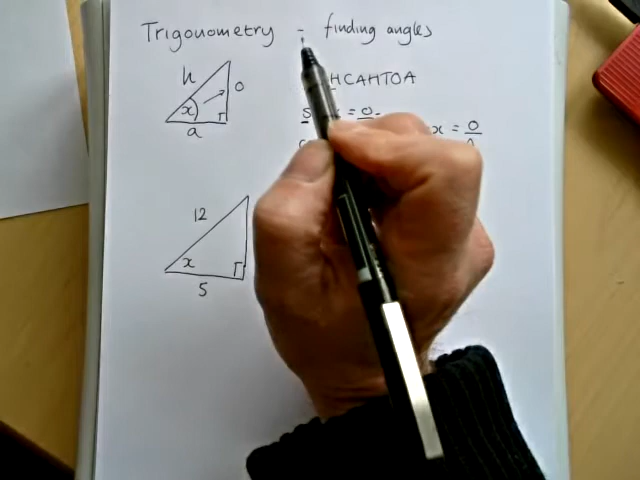 Trigonometry - finding angles
h
o
HCAHTOA
x
a
s = o
x = o
12
x
5